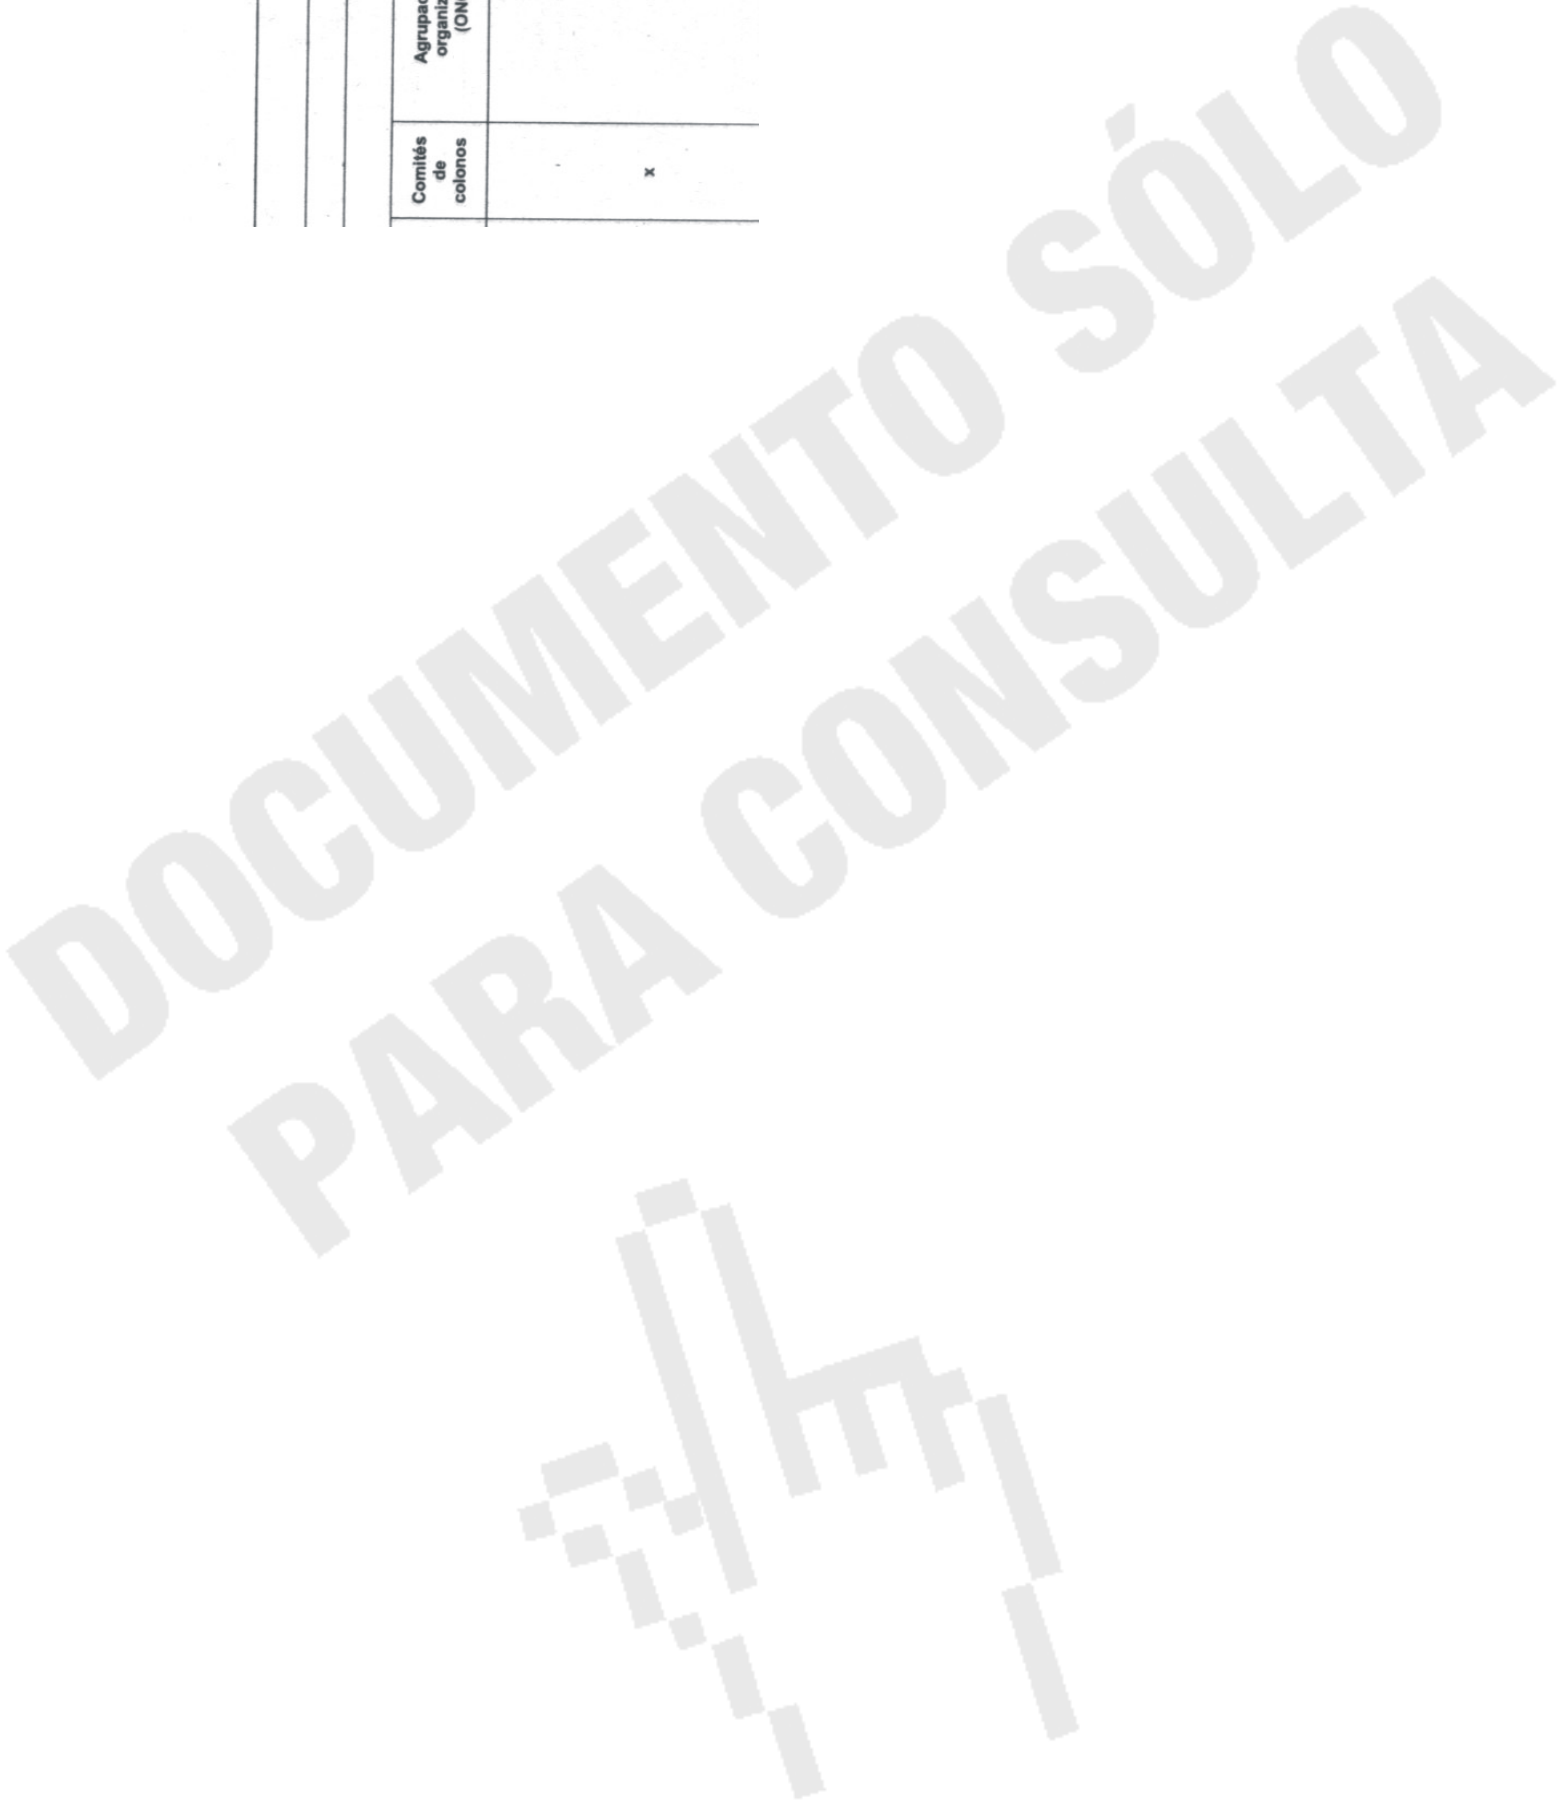 Comités
de
colonos
x
DOCUMENTO SÓLO
PARA CONSULTA